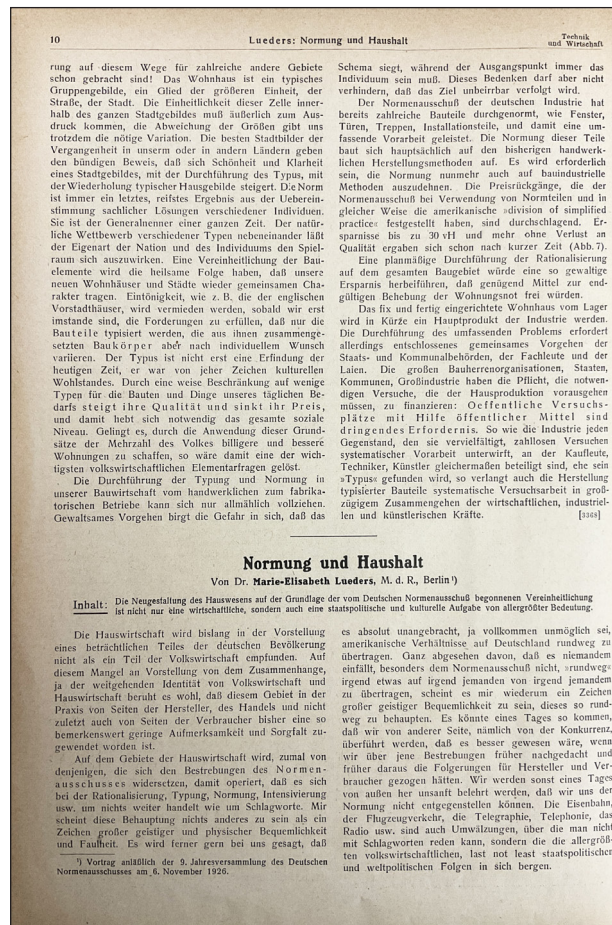 10
Lueders: Normung und Haushalt
Technik
und Wirtschaft
rung auf diesem Wege für zahlreiche andere Gebiete
schon gebracht sind! Das Wohnhaus ist ein typisches
Gruppengebilde, ein Glied der größeren Einheit, der
Straße, der Stadt. Die Einheitlichkeit dieser Zelle inner-
halb des ganzen Stadtgebildes muß äußerlich zum Aus-
druck kommen, die Abweichung der Größen gibt uns
trotzdem die nötige Variation. Die besten Stadtbilder der
Vergangenheit in unserm oder in andern Ländern geben
den bündigen Beweis, daß sich Schönheit und Klarheit
eines Stadtgebildes, mit der Durchführung des Typus, mit
der Wiederholung typischer Hausgebilde steigert. Die Norm
ist immer ein letztes, reifstes Ergebnis aus der Ueberein-
stimmung sachlicher Lösungen verschiedener Individuen.
Sie ist der Generalnenner einer ganzen Zeit. Der natür-
liche Wettbewerb verschiedener Typen nebeneinander läßt
der Eigenart der Nation und des Individuums den Spiel-
raum sich auszuwirken. Eine Vereinheitlichung der Bau-
elemente wird die heilsame Folge haben, daß unsere
neuen Wohnhäuser und Städte wieder gemeinsamen Cha-
rakter tragen. Eintönigkeit, wie z. B. die der englischen
Vorstadthäuser, wird vermieden werden, sobald wir erst
imstande sind, die Forderungen zu erfüllen, daß nur die
Bauteile typisiert werden, die aus ihnen zusammenge-
setzten Baukörper aber nach individuellem Wunsch
variieren. Der Typus ist nicht erst eine Erfindung der
heutigen Zeit, er war von jeher Zeichen kulturellen
Wohlstandes. Durch eine weise Beschränkung auf wenige
Typen für die Bauten und Dinge unseres täglichen Be-
darfs steigt ihre Qualität und sinkt ihr Preis,
und damit hebt sich notwendig das gesamte soziale
Niveau. Gelingt es, durch die Anwendung dieser Grund-
sätze der Mehrzahl des Volkes billigere und bessere
Wohnungen zu schaffen, so wäre damit eine der wich-
tigsten volkswirtschaftlichen Elementarfragen gelöst.
Die Durchführung der Typung und Normung in
unserer Bauwirtschaft vom handwerklichen zum fabrika-
torischen Betriebe kann sich nur allmählich vollziehen.
Gewaltsames Vorgehen birgt die Gefahr in sich, daß das
Schema siegt, während der Ausgangspunkt immer das
Individuum sein muß. Dieses Bedenken darf aber nicht
verhindern, daß das Ziel unbeirrbar verfolgt wird.
Der Normenausschuß der deutschen Industrie hat
bereits zahlreiche Bauteile durchgenormt, wie Fenster,
Türen, Treppen, Installationsteile, und damit eine um-
fassende Vorarbeit geleistet. Die Normung dieser Teile
baut sich hauptsächlich auf den bisherigen handwerk-
lichen Herstellungsmethoden auf. Es wird erforderlich
sein, die Normung nunmehr auch auf bauindustrielle
Methoden auszudehnen. Die Preisrückgänge, die der
Normenausschuß bei Verwendung von Normteilen und in
gleicher Weise die amerikanische »division of simplified
practice« festgestellt haben, sind durchschlagend. Er-
sparnisse bis zu 30 vH und mehr ohne Verlust an
Qualität ergaben sich schon nach kurzer Zeit (Abb. 7).
Eine planmäßige Durchführung der Rationalisierung
auf dem gesamten Baugebiet würde eine so gewaltige
Ersparnis herbeiführen, daß genügend Mittel zur end-
gültigen Behebung der Wohnungsnot frei würden.
Das fix und fertig eingerichtete Wohnhaus vom Lager
wird in Kürze ein Hauptprodukt der Industrie werden.
Die Durchführung des umfassenden Problems erfordert
allerdings entschlossenes gemeinsames Vorgehen der
Staats- und Kommunalbehörden, der Fachleute und der
Laien. Die großen Bauherrenorganisationen, Staaten,
Kommunen, Großindustrie haben die Pflicht, die notwen-
digen Versuche, die der Hausproduktion vorausgehen
müssen, zu finanzieren: Oeffentliche Versuchs-
plätze mit Hilfe öffentlicher Mittel sind
dringendes Erfordernis. So wie die Industrie jeden
Gegenstand, den sie vervielfältigt, zahllosen Versuchen
systematischer Vorarbeit unterwirft, an der Kaufleute,
Techniker, Künstler gleichermaßen beteiligt sind, ehe sein
»Typus« gefunden wird, so verlangt auch die Herstellung
typisierter Bauteile systematische Versuchsarbeit in groß-
zügigem Zusammengehen der wirtschaftlichen, industriel-
len und künstlerischen Kräfte. [3368]
Normung und Haushalt
Von Dr. Marie-Elisabeth Lueders, M. d. R., Berlin ¹)
Inhalt: Die Neugestaltung des Hauswesens auf der Grundlage der vom Deutschen Normenausschuß begonnenen Vereinheitlichung
ist nicht nur eine wirtschaftliche, sondern auch eine staatspolitische und kulturelle Aufgabe von allergrößter Bedeutung.
Die Hauswirtschaft wird bislang in der Vorstellung
eines beträchtlichen Teiles der deutschen Bevölkerung
nicht als ein Teil der Volkswirtschaft empfunden. Auf
diesem Mangel an Vorstellung von dem Zusammenhange,
ja der weitgehenden Identität von Volkswirtschaft und
Hauswirtschaft beruht es wohl, daß diesem Gebiet in der
Praxis von Seiten der Hersteller, des Handels und nicht
zuletzt auch von Seiten der Verbraucher bisher eine so
bemerkenswert geringe Aufmerksamkeit und Sorgfalt zu-
gewendet worden ist.
Auf dem Gebiete der Hauswirtschaft wird, zumal von
denjenigen, die sich den Bestrebungen des Normen-
ausschusses widersetzen, damit operiert, daß es sich
bei der Rationalisierung, Typung, Normung, Intensivierung
usw. um nichts weiter handelt wie um Schlagworte. Mir
scheint diese Behauptung nichts anderes zu sein als ein
Zeichen großer geistiger und physischer Bequemlichkeit
und Faulheit. Es wird ferner gern bei uns gesagt, daß
¹) Vortrag anläßlich der 9. Jahresversammlung des Deutschen
Normenausschusses am 6. November 1926.
es absolut unangebracht, ja vollkommen unmöglich sei,
amerikanische Verhältnisse auf Deutschland rundweg zu
übertragen. Ganz abgesehen davon, daß es niemandem
einfällt, besonders dem Normenausschuß nicht, »rundweg«
irgend etwas auf irgend jemanden von irgend jemandem
zu übertragen, scheint es mir wiederum ein Zeichen
großer geistiger Bequemlichkeit zu sein, dieses so rund-
weg zu behaupten. Es könnte eines Tages so kommen,
daß wir von anderer Seite, nämlich von der Konkurrenz,
überführt werden, daß es besser gewesen wäre, wenn
wir über jene Bestrebungen früher nachgedacht und
früher daraus die Folgerungen für Hersteller und Ver-
braucher gezogen hätten. Wir werden sonst eines Tages
von außen her unsanft belehrt werden, daß wir uns der
Normung nicht entgegenstellen können. Die Eisenbahn,
der Flugzeugverkehr, die Telegraphie, Telephonie, das
Radio usw. sind auch Umwälzungen, über die man nicht
mit Schlagworten reden kann, sondern die die allergröß-
ten volkswirtschaftlichen, last not least staatspolitischen
und weltpolitischen Folgen in sich bergen.